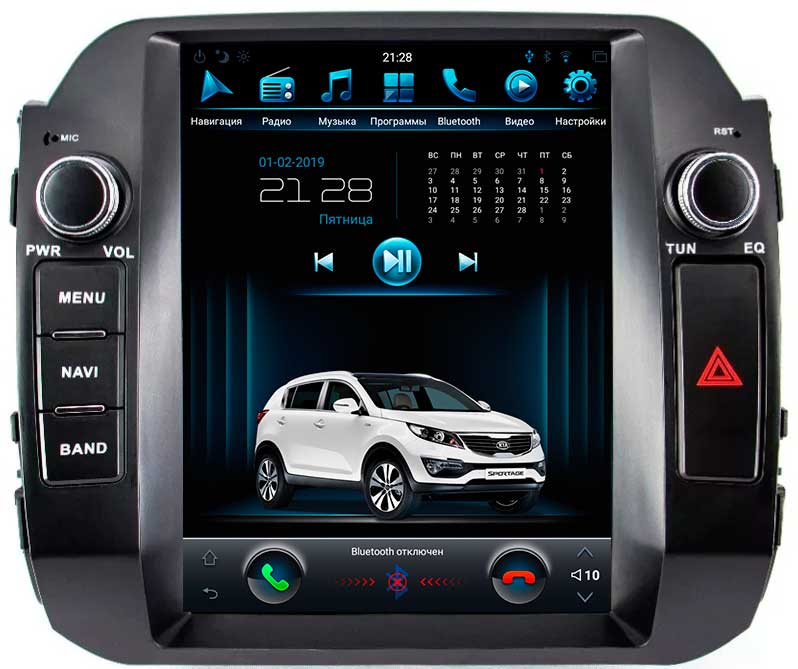 21:28
Навигация Радио Музыка Программы Bluetooth Видео Настройки
MIC
RST
PWR VOL
MENU
NAVI
BAND
01-02-2019
21 28
Пятница
ВС ПН ВТ СР ЧТ ПТ СБ
27 28 29 30 31 1 2
3 4 5 6 7 8 9
10 11 12 13 14 15 16
17 18 19 20 21 22 23
24 25 26 27 28 1 2
3 4 5 6 7 8 9
TUN EQ
KIA
SPORTAGE
Bluetooth отключен
10